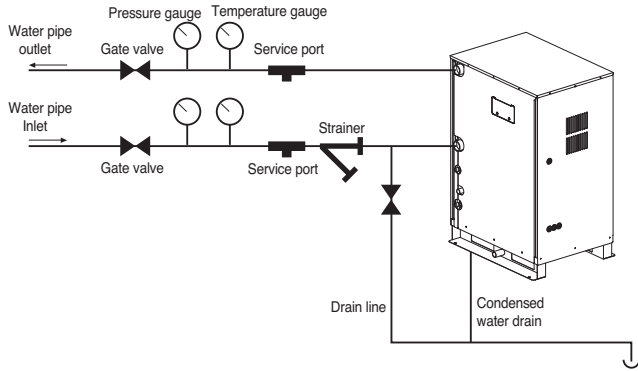 Pressure gauge
Temperature gauge
Water pipe
outlet
Gate valve
Service port
Water pipe
Inlet
Strainer
Gate valve
Service port
Drain line
Condensed
water drain